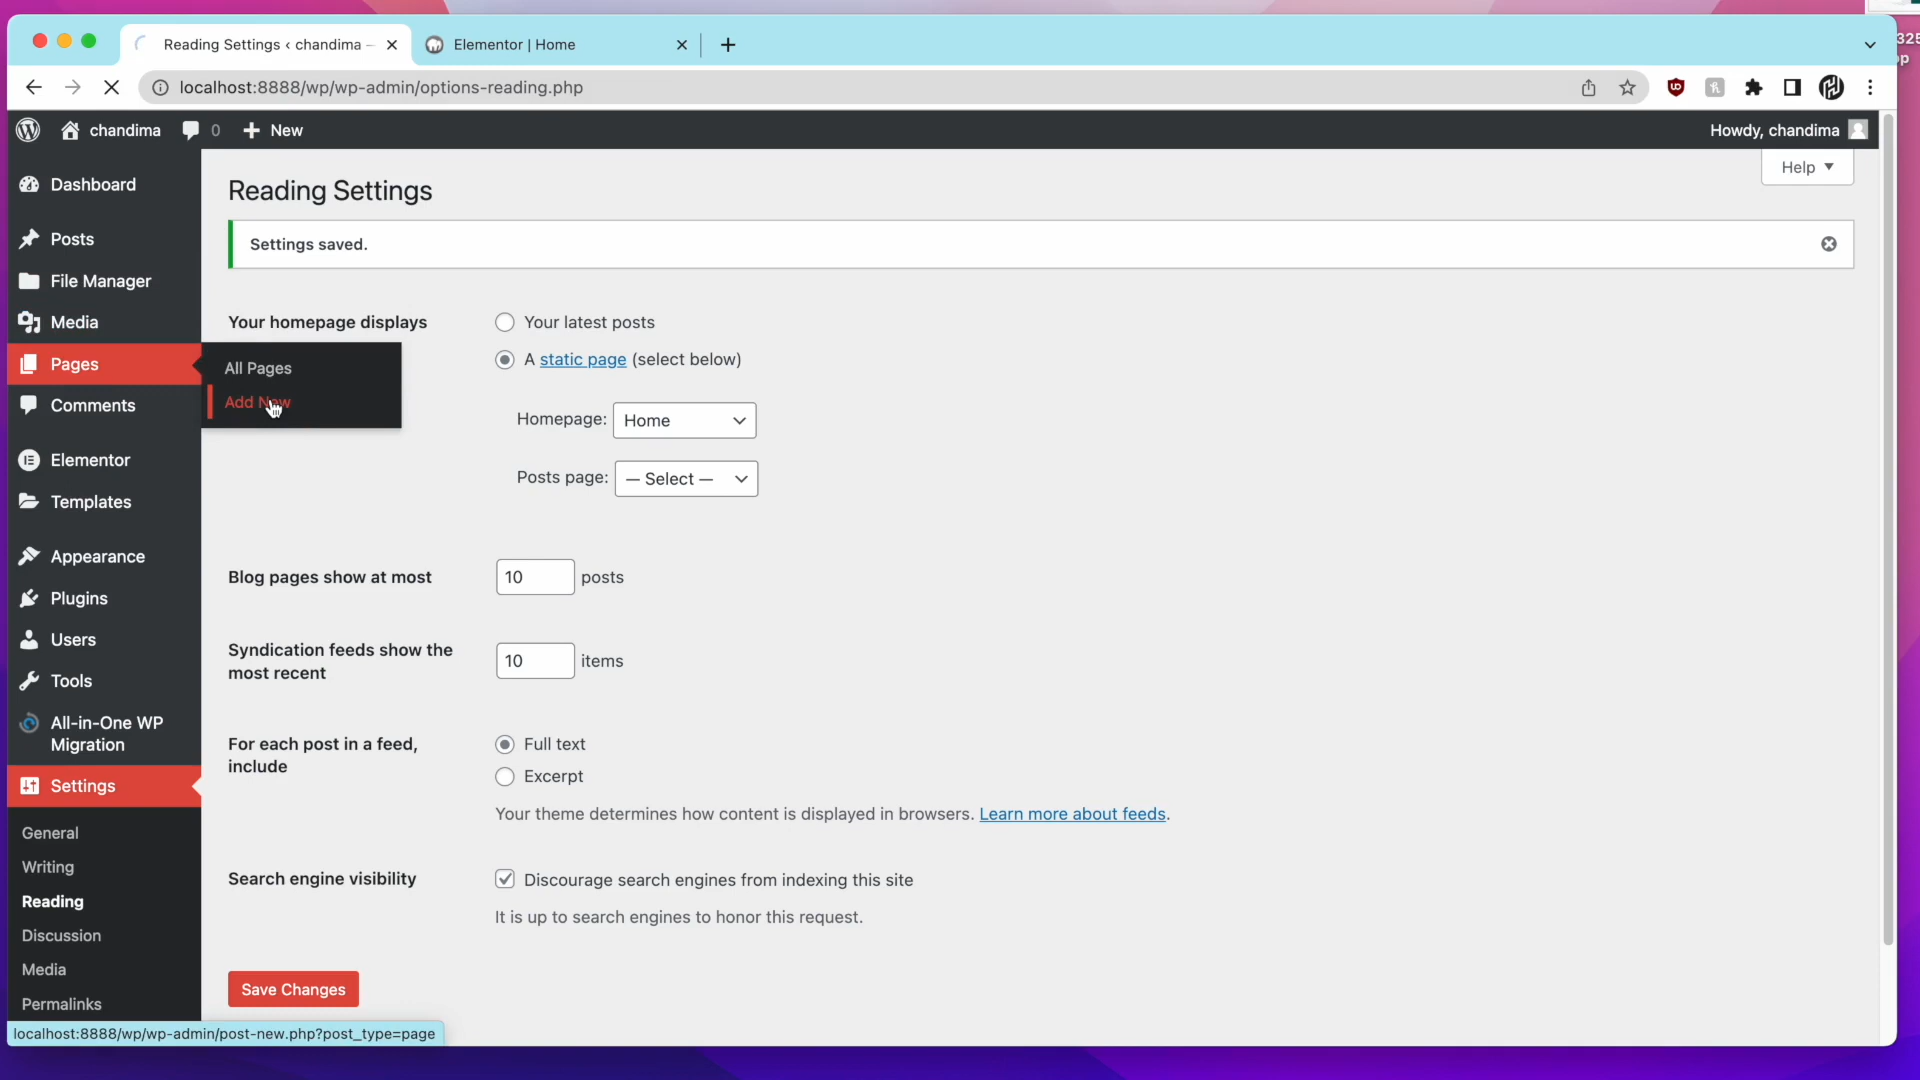 325
pp
Reading Settings ‹ chandima –
Elementor | Home
localhost:8888/wp/wp-admin/options-reading.php
chandima
0
New
Howdy, chandima
Help
Dashboard
Posts
File Manager
Media
Pages
All Pages
Add New
Comments
Elementor
Templates
Appearance
Plugins
Users
Tools
All-in-One WP
Migration
Settings
General
Writing
Reading
Discussion
Media
Permalinks
Reading Settings
Settings saved.
Your homepage displays
Your latest posts
A static page (select below)
Homepage: Home
Posts page: — Select —
Blog pages show at most
10 posts
Syndication feeds show the
most recent
10 items
For each post in a feed,
include
Full text
Excerpt
Your theme determines how content is displayed in browsers. Learn more about feeds.
Search engine visibility
Discourage search engines from indexing this site
It is up to search engines to honor this request.
Save Changes
localhost:8888/wp/wp-admin/post-new.php?post_type=page